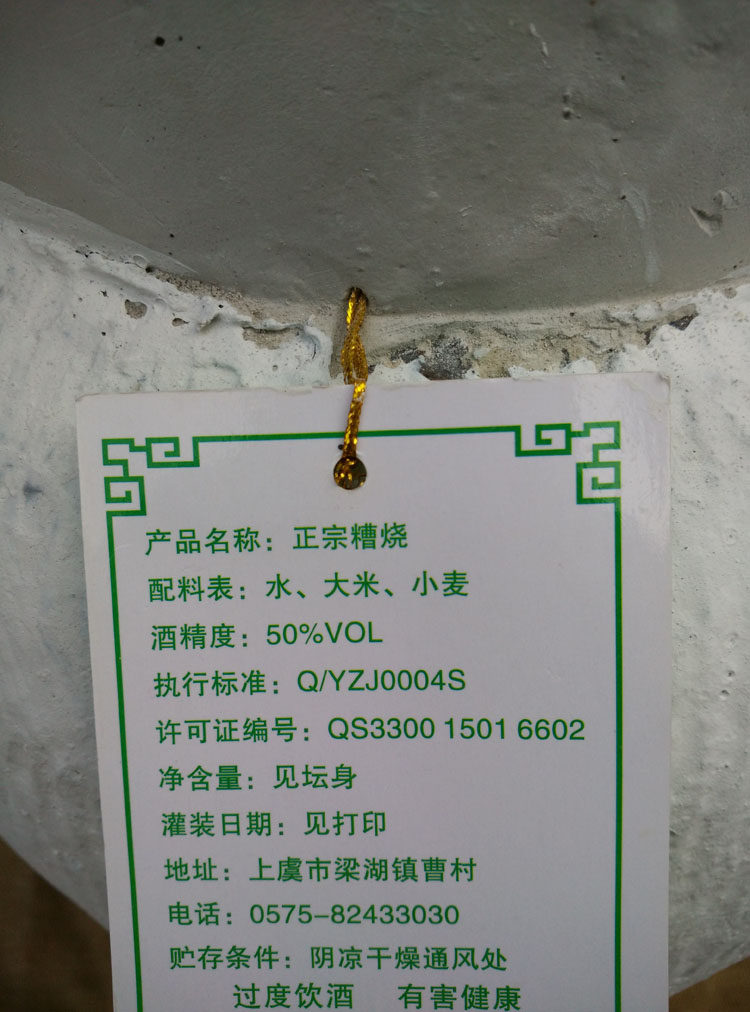 产品名称：正宗糟烧
配料表：水、大米、小麦
酒精度：50%VOL
执行标准：Q/YZJ0004S
许可证编号：QS3300 1501 6602
净含量：见坛身
灌装日期：见打印
地址：上虞市梁湖镇曹村
电话：0575-82433030
贮存条件：阴凉干燥通风处
过度饮酒 有害健康